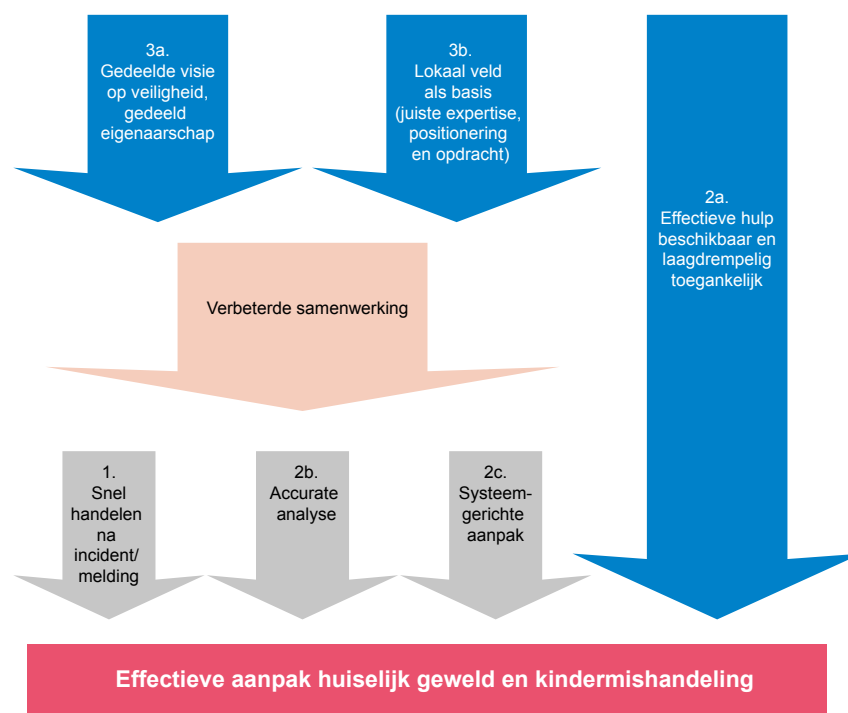 3a.
Gedeelde visie
op veiligheid,
gedeeld
eigenaarschap
3b.
Lokaal veld
als basis
(juiste expertise,
positionering
en opdracht)
2a.
Effectieve hulp
beschikbaar en
laagdrempelig
toegankelijk
Verbeterde samenwerking
1.
Snel
handelen
na
incident/
melding
2b.
Accurate
analyse
2c.
Systeem-
gerichte
aanpak
Effectieve aanpak huiselijk geweld en kindermishandeling